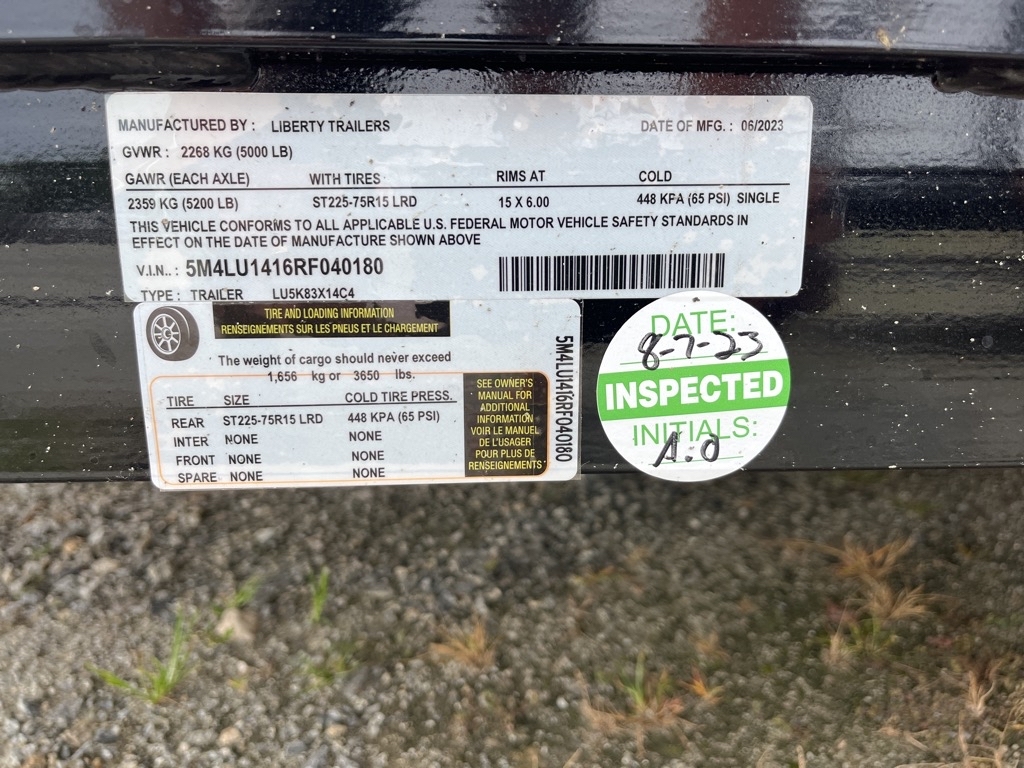 MANUFACTURED BY : LIBERTY TRAILERS DATE OF MFG. : 06/2023
GVWR : 2268 KG (5000 LB)
GAWR (EACH AXLE) WITH TIRES RIMS AT COLD
2359 KG (5200 LB) ST225-75R15 LRD 15 X 6.00 448 KPA (65 PSI) SINGLE
THIS VEHICLE CONFORMS TO ALL APPLICABLE U.S. FEDERAL MOTOR VEHICLE SAFETY STANDARDS IN
EFFECT ON THE DATE OF MANUFACTURE SHOWN ABOVE
V.I.N.. : 5M4LU1416RF040180
TYPE : TRAILER LU5K83X14C4
TIRE AND LOADING INFORMATION
RENSEIGNEMENTS SUR LES PNEUS ET LE CHARGEMENT
The weight of cargo should never exceed
1,656 kg or 3650 lbs.
TIRE SIZE COLD TIRE PRESS.
REAR ST225-75R15 LRD 448 KPA (65 PSI)
INTER NONE NONE
FRONT NONE NONE
SPARE NONE NONE
SEE OWNER'S
MANUAL FOR
ADDITIONAL
INFORMATION
VOIR LE MANUEL
DE L'USAGER
POUR PLUS DE
RENSEIGNEMENTS
5M4LU1416RF040180
DATE:
8-7-23
INSPECTED
INITIALS:
A.O